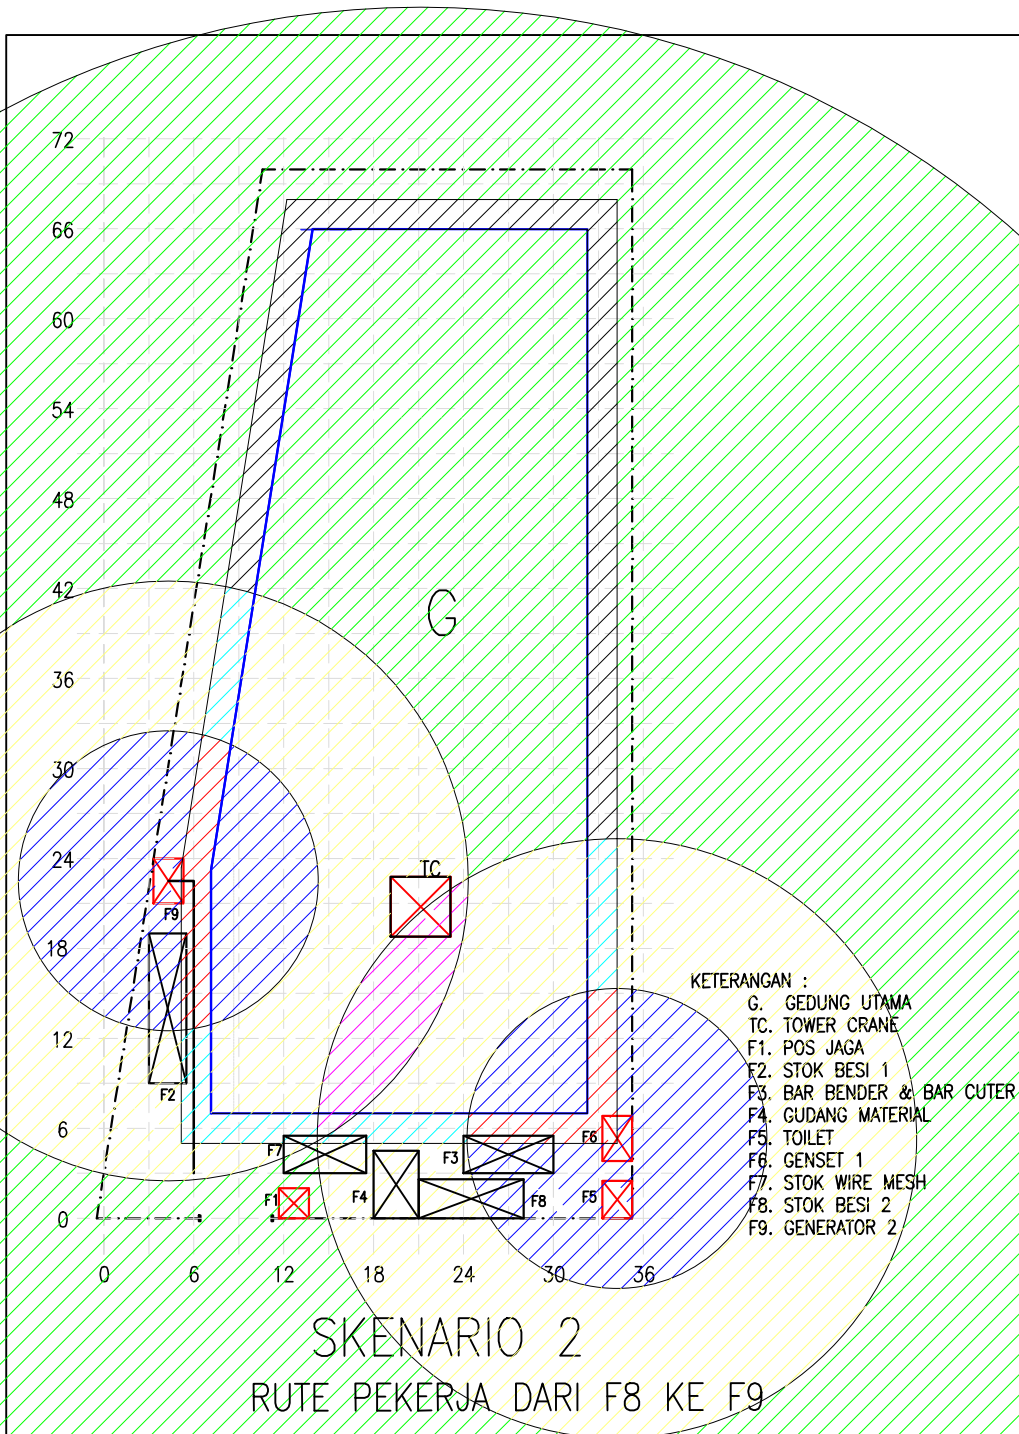 72
66
60
54
48
42
G
36
30
24
TC
F9
18
KETERANGAN :
G. GEDUNG UTAMA
TC. TOWER CRANE
F1. POS JAGA
F2. STOK BESI 1
F3. BAR BENDER & BAR CUTER
F4. GUDANG MATERIAL
F5. TOILET
F6. GENSET 1
F7. STOK WIRE MESH
F8. STOK BESI 2
F9. GENERATOR 2
12
F2
6
F7
F3
F6
F1
F4
F8
F5
0
0 6 12 18 24 30 36
SKENARIO 2
RUTE PEKERJA DARI F8 KE F9